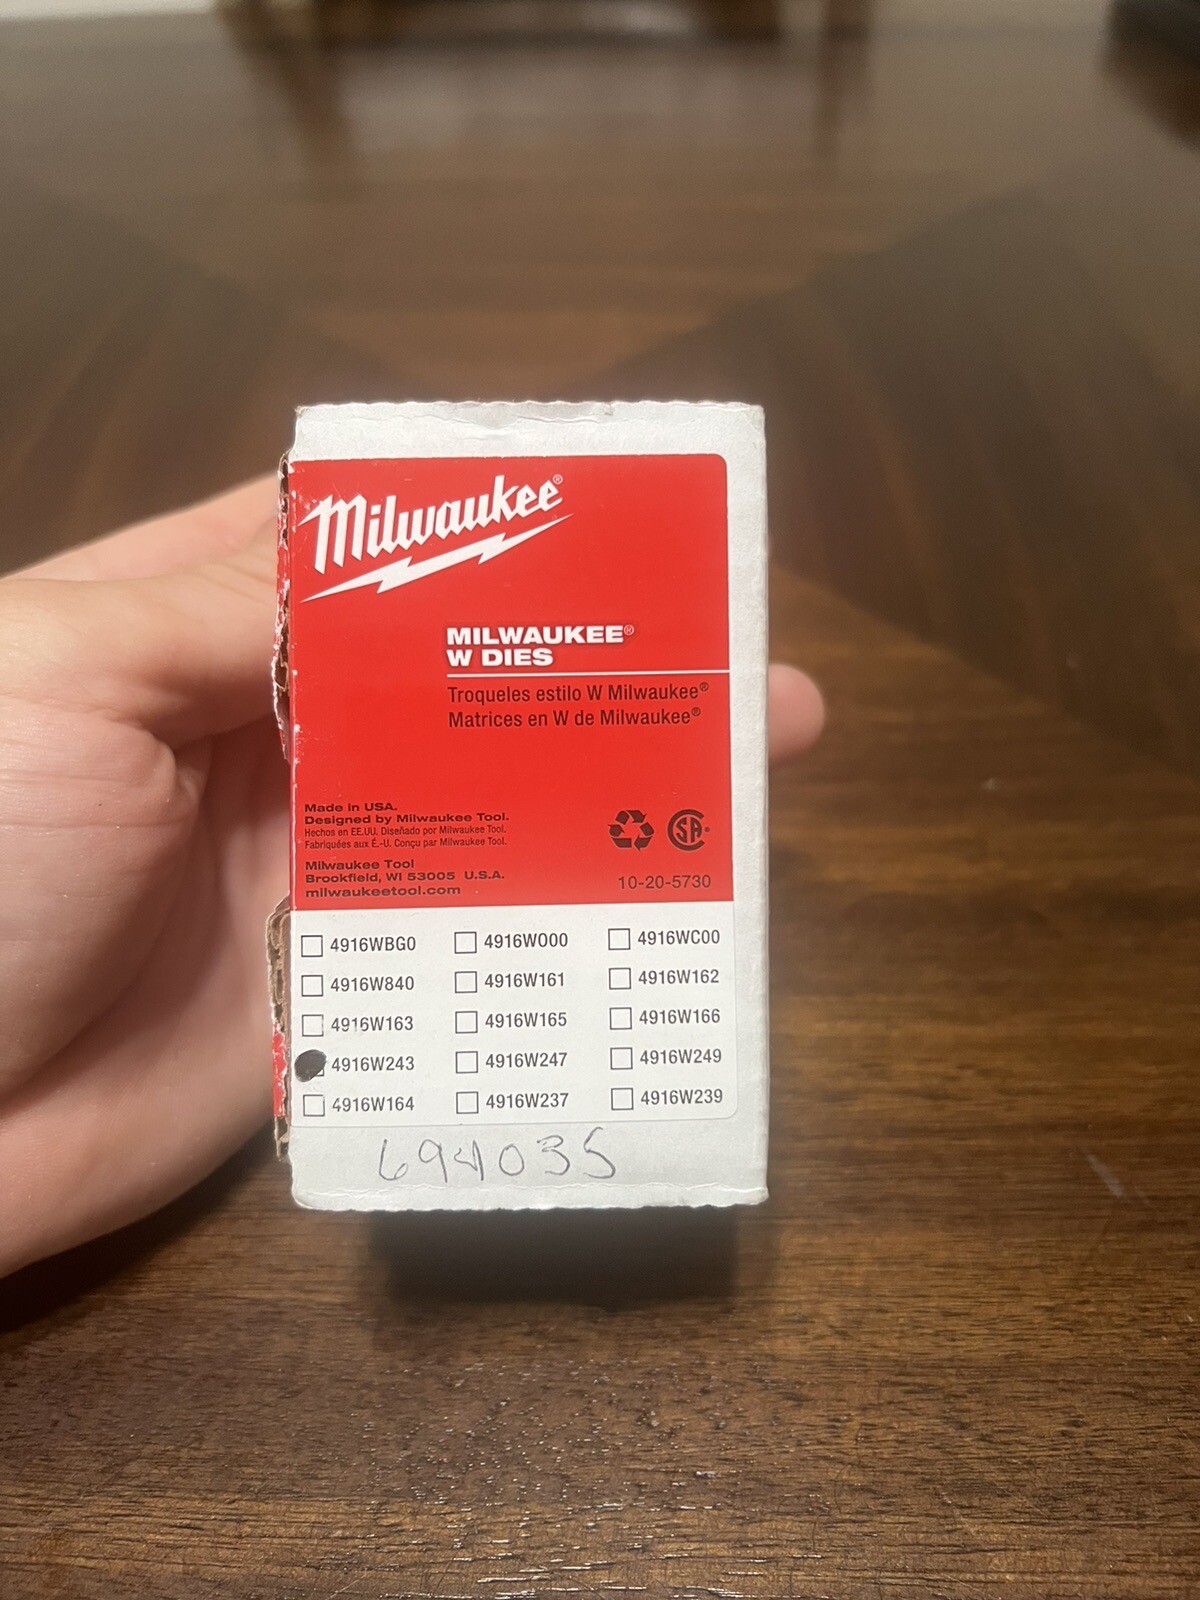 Milwaukee®
MILWAUKEE®
W DIES
Troqueles estilo W Milwaukee®
Matrices en W de Milwaukee®
Made in USA.
Designed by Milwaukee Tool.
Hechos en EE.UU. Diseñado por Milwaukee Tool.
Fabriquées aux É.-U. Conçu par Milwaukee Tool.
Milwaukee Tool
Brookfield, WI 53005 U.S.A.
milwaukeetool.com
SA®
10-20-5730
4916WBG0 4916WO00 4916WC00
4916W840 4916W161 4916W162
4916W163 4916W165 4916W166
4916W243 4916W247 4916W249
4916W164 4916W237 4916W239
694035